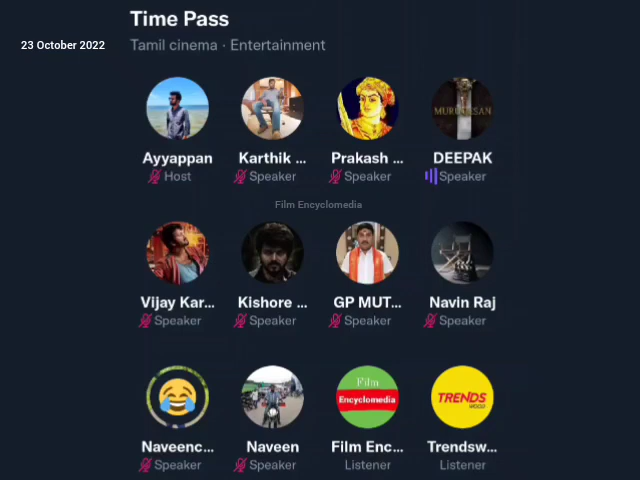 Time Pass
23 October 2022
Tamil cinema · Entertainment
MURUGESAN
Ayyappan
Karthik ...
Prakash ...
DEEPAK
Host
Speaker
Speaker
Speaker
Film Encyclomedia
Vijay Kar...
Kishore ...
GP MUT...
Navin Raj
Speaker
Speaker
Speaker
Speaker
Film
Encyclomedia
TRENDS
WOOD
Naveenc...
Naveen
Film Enc...
Trendsw...
Speaker
Speaker
Listener
Listener